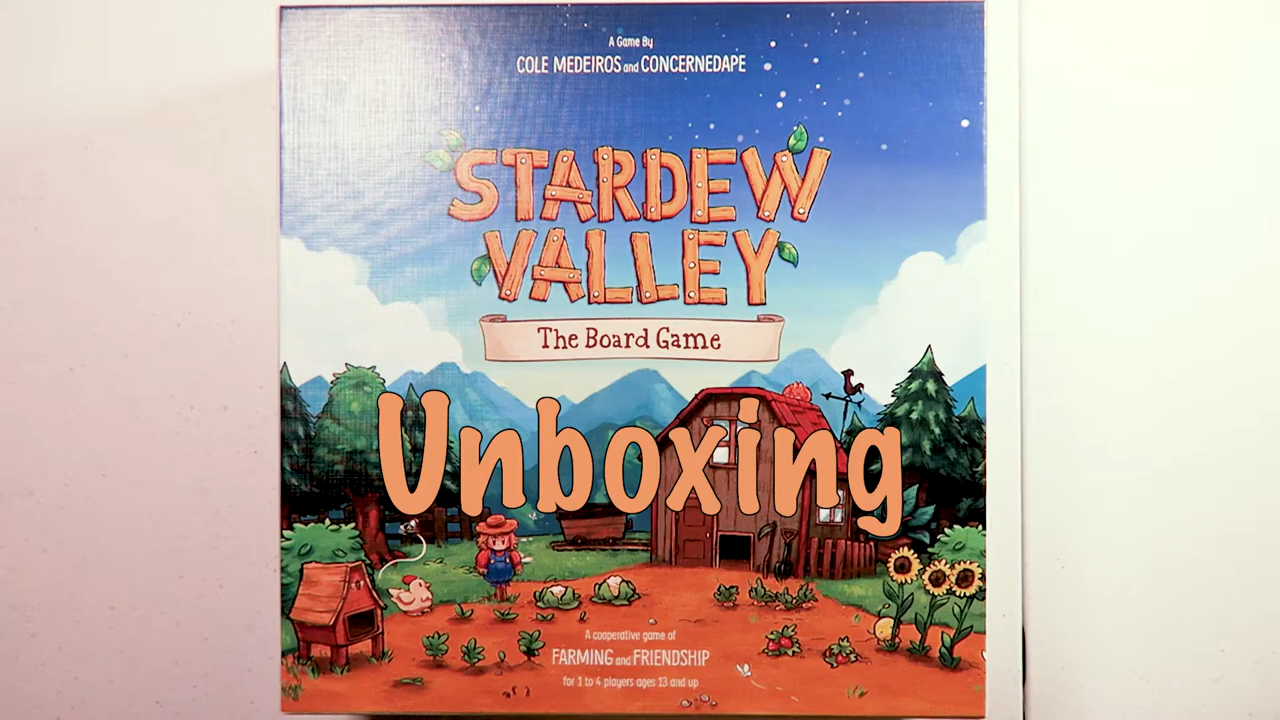 A Game By
COLE MEDEIROS and CONCERNEDAPE
STARDEW
VALLEY
The Board Game
Unboxing
A cooperative game of
FARMING and FRIENDSHIP
for 1 to 4 players ages 13 and up